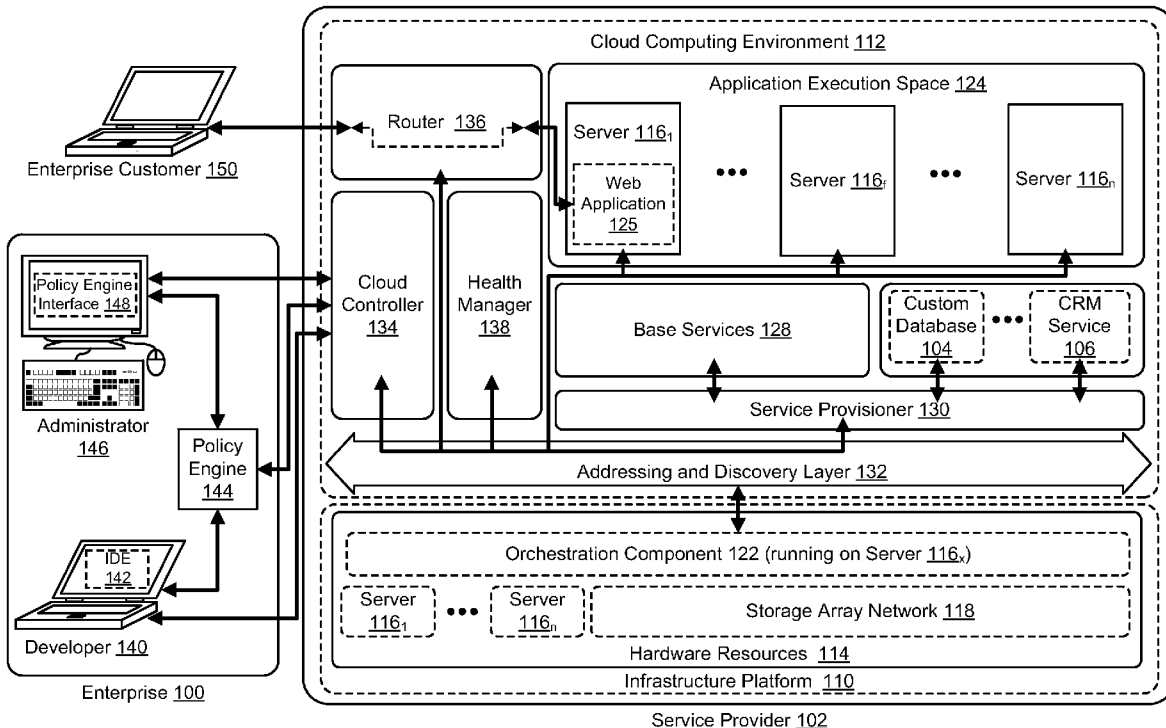 Cloud Computing Environment 112
Application Execution Space 124
Router 136
Server 116₁
Web
Application
125
Server 116f
Server 116n
Enterprise Customer 150
Policy Engine
Interface 148
Administrator
146
Policy
Engine
144
IDE
142
Developer 140
Enterprise 100
Cloud
Controller
134
Health
Manager
138
Base Services 128
Custom
Database
104
CRM
Service
106
Service Provisioner 130
Addressing and Discovery Layer 132
Orchestration Component 122 (running on Server 116x)
Server
116₁
Server
116n
Storage Array Network 118
Hardware Resources 114
Infrastructure Platform 110
Service Provider 102